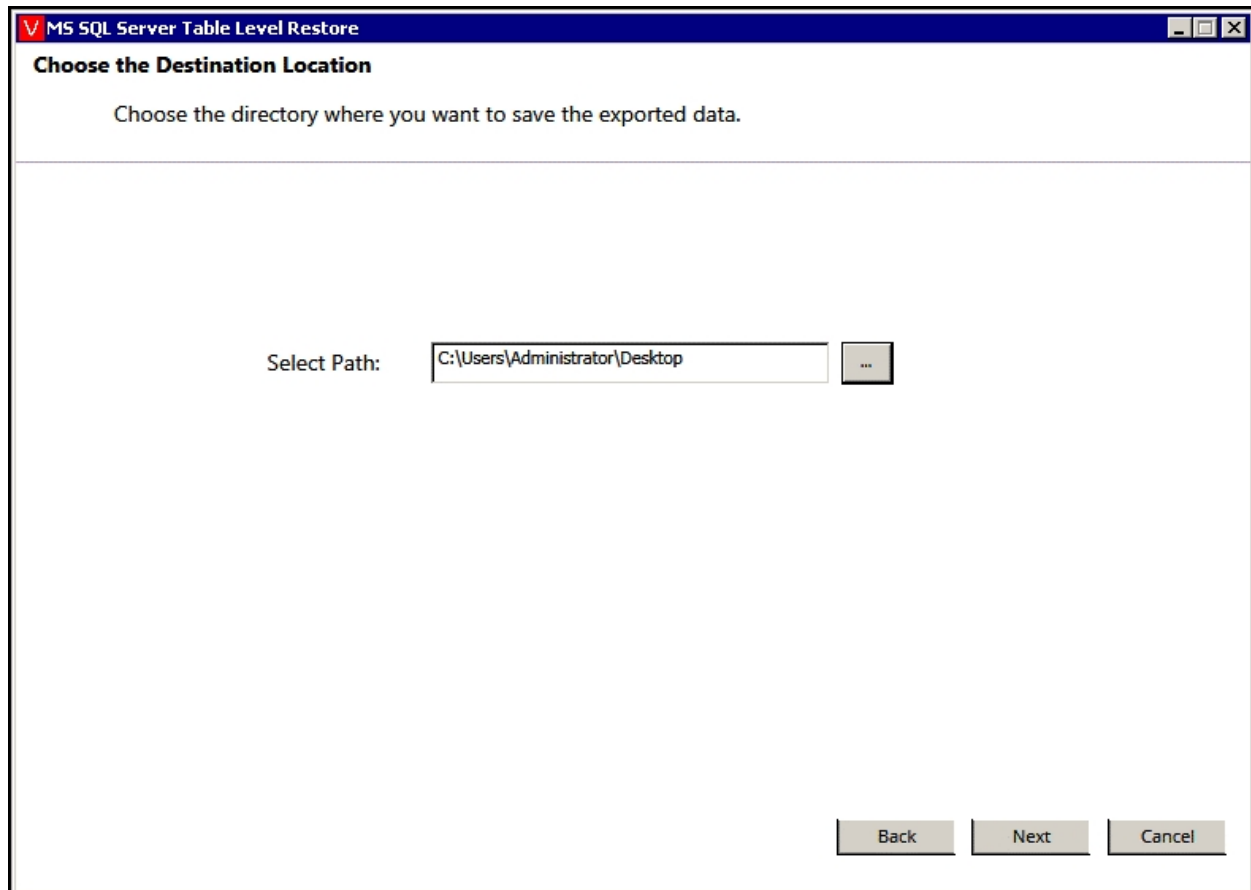 V MS SQL Server Table Level Restore
Choose the Destination Location
Choose the directory where you want to save the exported data.
Select Path: C:\Users\Administrator\Desktop ...
Back Next Cancel